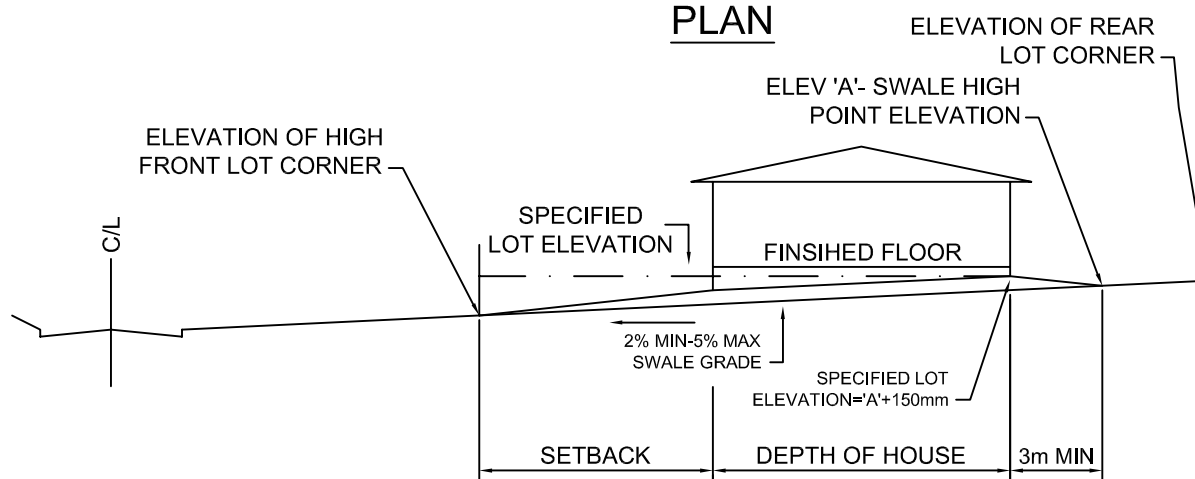 PLAN
ELEVATION OF REAR
LOT CORNER
ELEV 'A'- SWALE HIGH
POINT ELEVATION
ELEVATION OF HIGH
FRONT LOT CORNER
C/L
SPECIFIED
LOT ELEVATION
FINSIHED FLOOR
2% MIN-5% MAX
SWALE GRADE
SPECIFIED LOT
ELEVATION='A'+150mm
SETBACK
DEPTH OF HOUSE
3m MIN